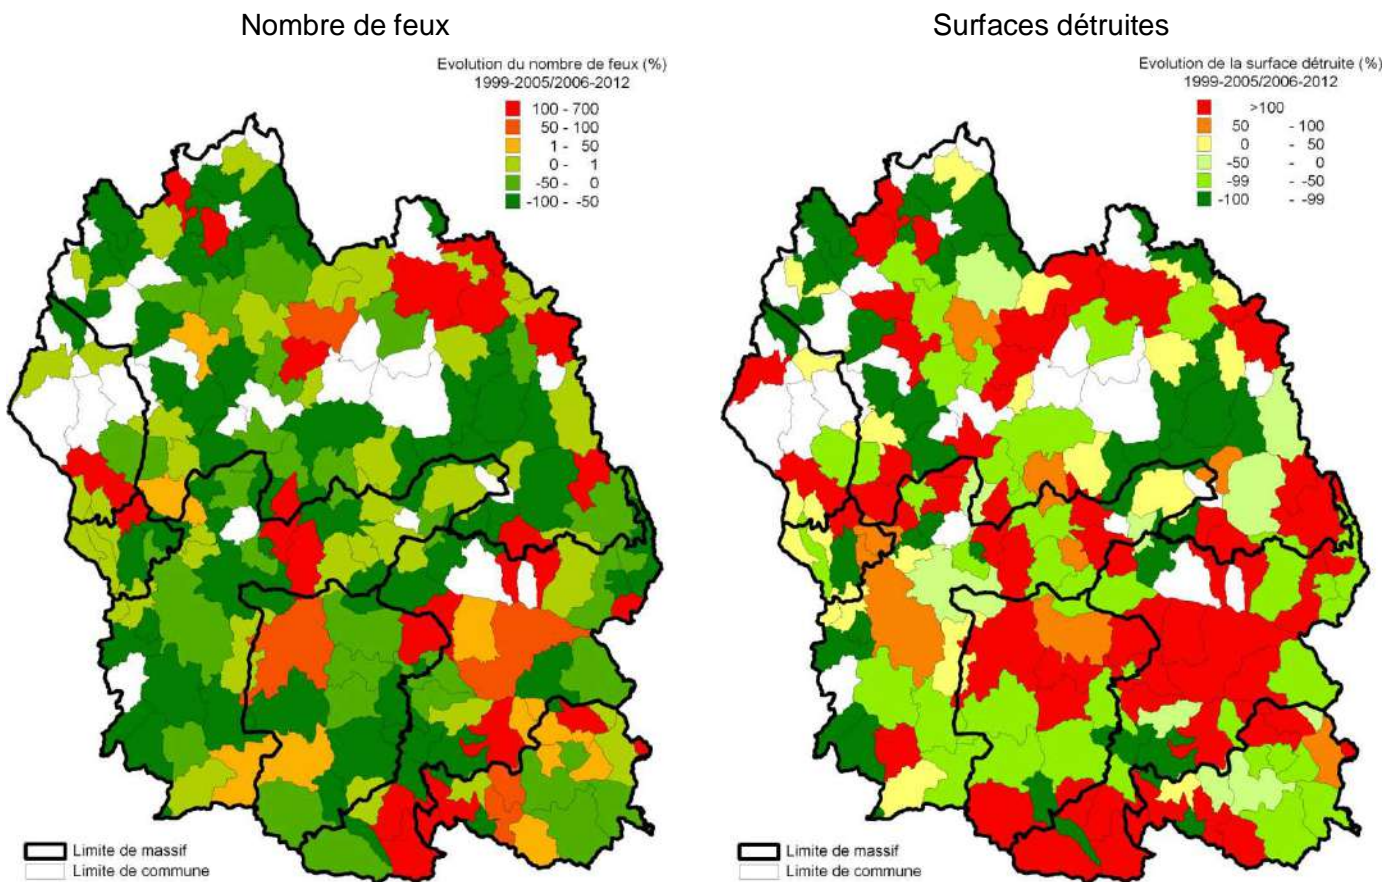 Nombre de feux
Evolution du nombre de feux (%)
1999-2005/2006-2012
100 - 700
50 - 100
1 - 50
0 - 1
-50 - 0
-100 - -50
Limite de massif
Limite de commune
Surfaces détruites
Evolution de la surface détruite (%)
1999-2005/2006-2012
>100
50 - 100
0 - 50
-50 - 0
-99 - -50
-100 - -99
Limite de massif
Limite de commune